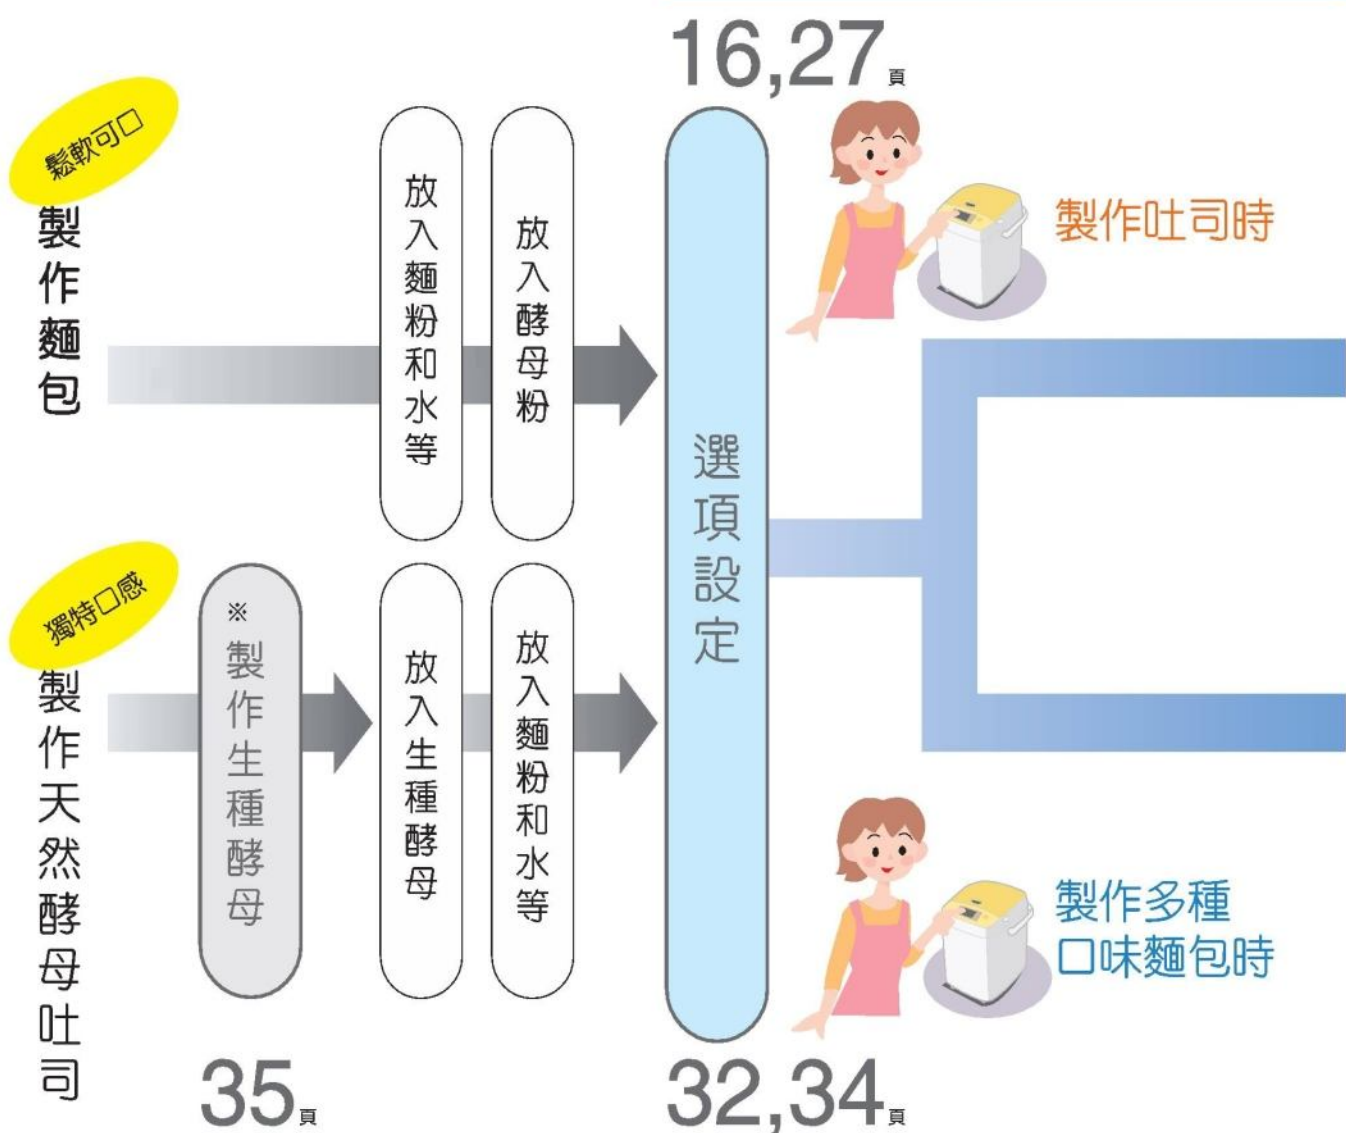 16,27頁
鬆軟可口
製作麵包
放入麵粉和水等
放入酵母粉
選項設定
製作吐司時
獨特口感
製作天然酵母吐司
※製作生種酵母
放入生種酵母
放入麵粉和水等
製作多種
口味麵包時
35頁
32,34頁